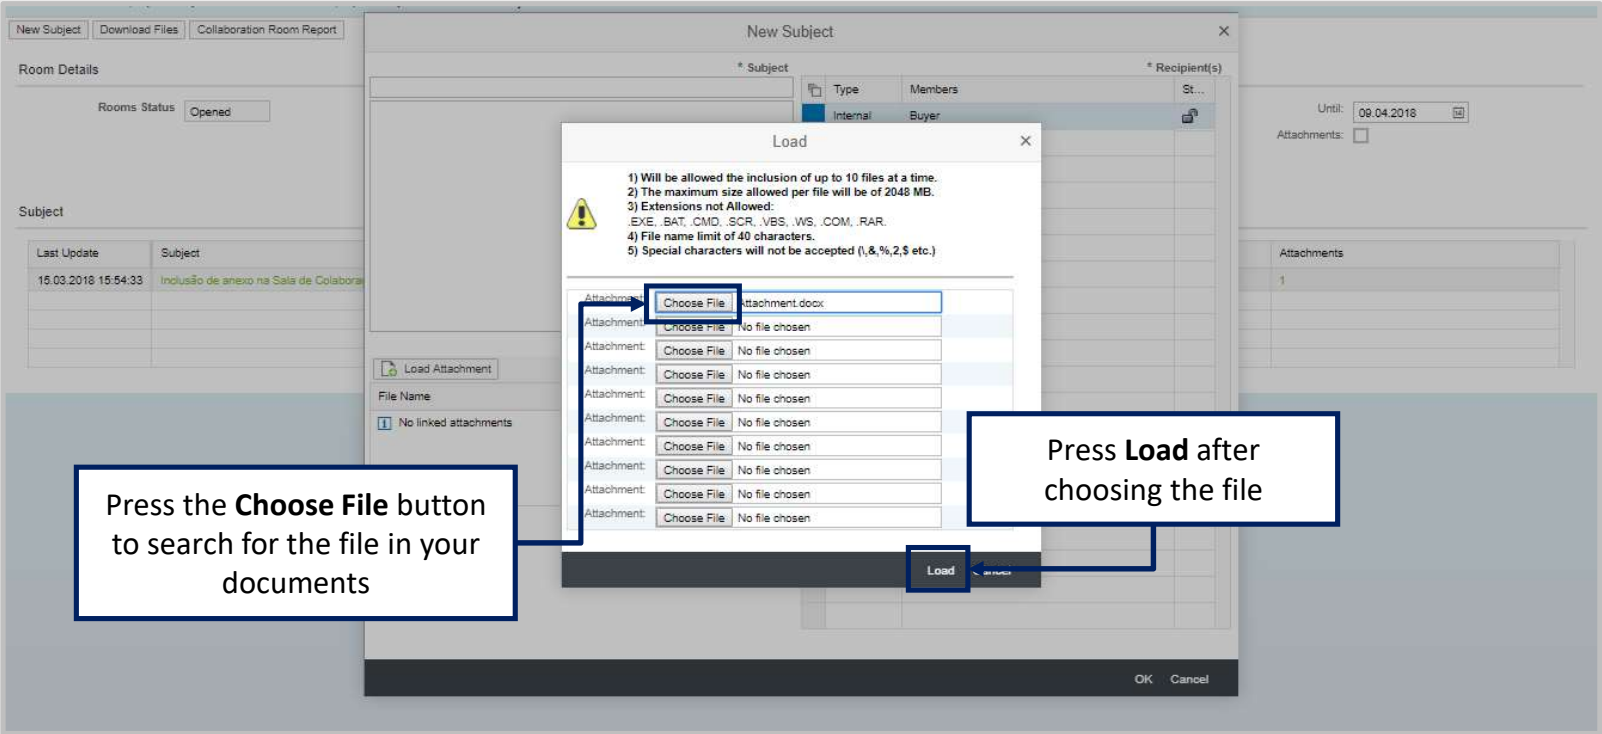 New Subject
Download Files
Collaboration Room Report
Room Details
Rooms Status
Opened
Until:
09.04.2018
Attachments:
Subject
Last Update
Subject
Attachments
15.03.2018 15:54:33
Inclusão de anexo na Sala de Colabora
1
New Subject
* Subject
* Recipient(s)
Type
Members
St...
Internal
Buyer
Load Attachment
File Name
No linked attachments
OK
Cancel
Load
1) Will be allowed the inclusion of up to 10 files at a time.
2) The maximum size allowed per file will be of 2048 MB.
3) Extensions not Allowed:
.EXE, .BAT, .CMD, .SCR, .VBS, .WS, .COM, .RAR.
4) File name limit of 40 characters.
5) Special characters will not be accepted (\,&,%,2,$ etc.)
Attachment: Choose File Attachment.docx
Attachment: Choose File No file chosen
Attachment: Choose File No file chosen
Attachment: Choose File No file chosen
Attachment: Choose File No file chosen
Attachment: Choose File No file chosen
Attachment: Choose File No file chosen
Attachment: Choose File No file chosen
Attachment: Choose File No file chosen
Attachment: Choose File No file chosen
Load
Cancel
Press the Choose File button
to search for the file in your
documents
Press Load after
choosing the file